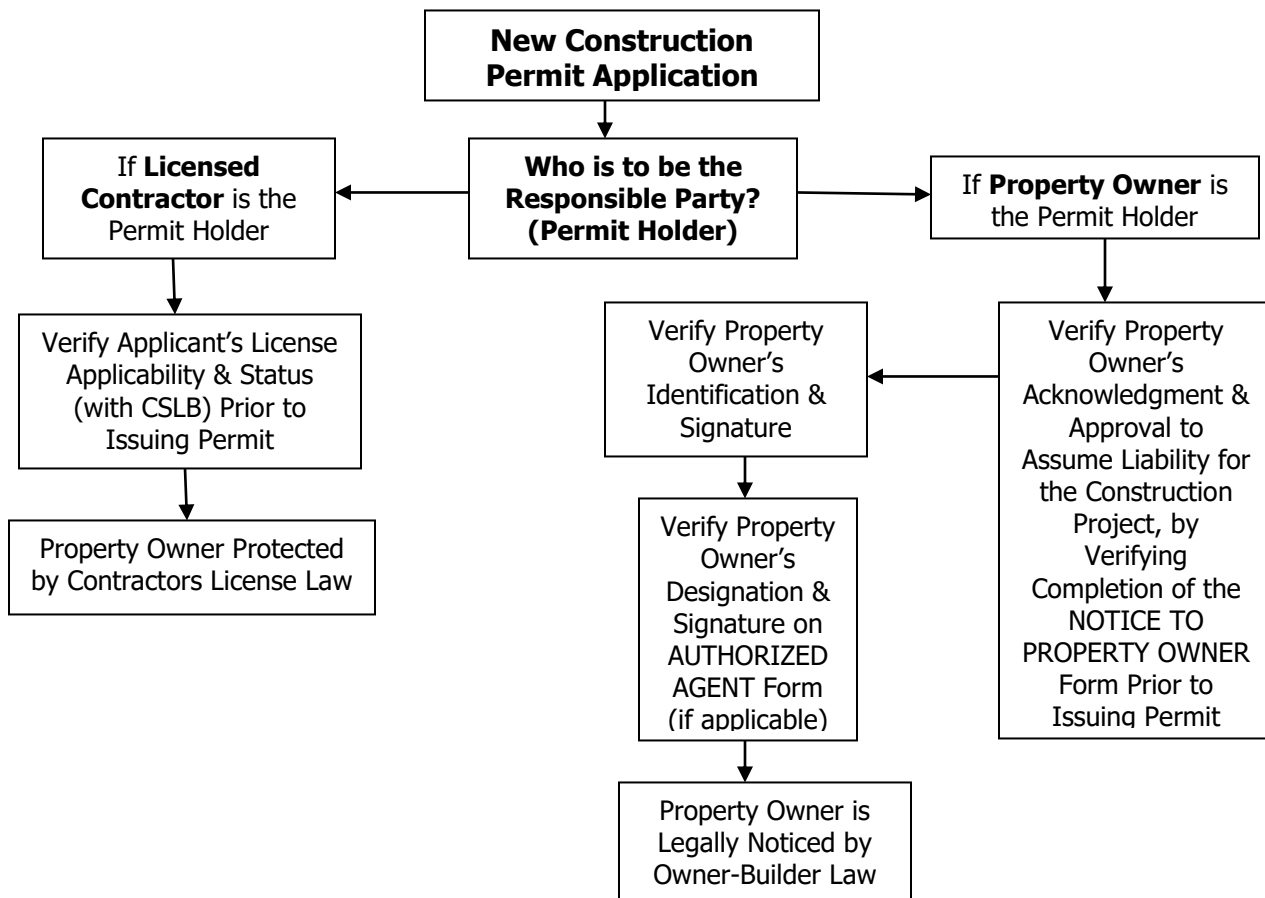 New Construction
Permit Application
If Licensed
Contractor is the
Permit Holder
Who is to be the
Responsible Party?
(Permit Holder)
If Property Owner is
the Permit Holder
Verify Applicant’s License
Applicability & Status
(with CSLB) Prior to
Issuing Permit
Property Owner Protected
by Contractors License Law
Verify Property
Owner’s
Identification &
Signature
Verify Property
Owner’s
Designation &
Signature on
AUTHORIZED
AGENT Form
(if applicable)
Verify Property
Owner’s
Acknowledgment &
Approval to
Assume Liability for
the Construction
Project, by
Verifying
Completion of the
NOTICE TO
PROPERTY OWNER
Form Prior to
Issuing Permit
Property Owner is
Legally Noticed by
Owner-Builder Law